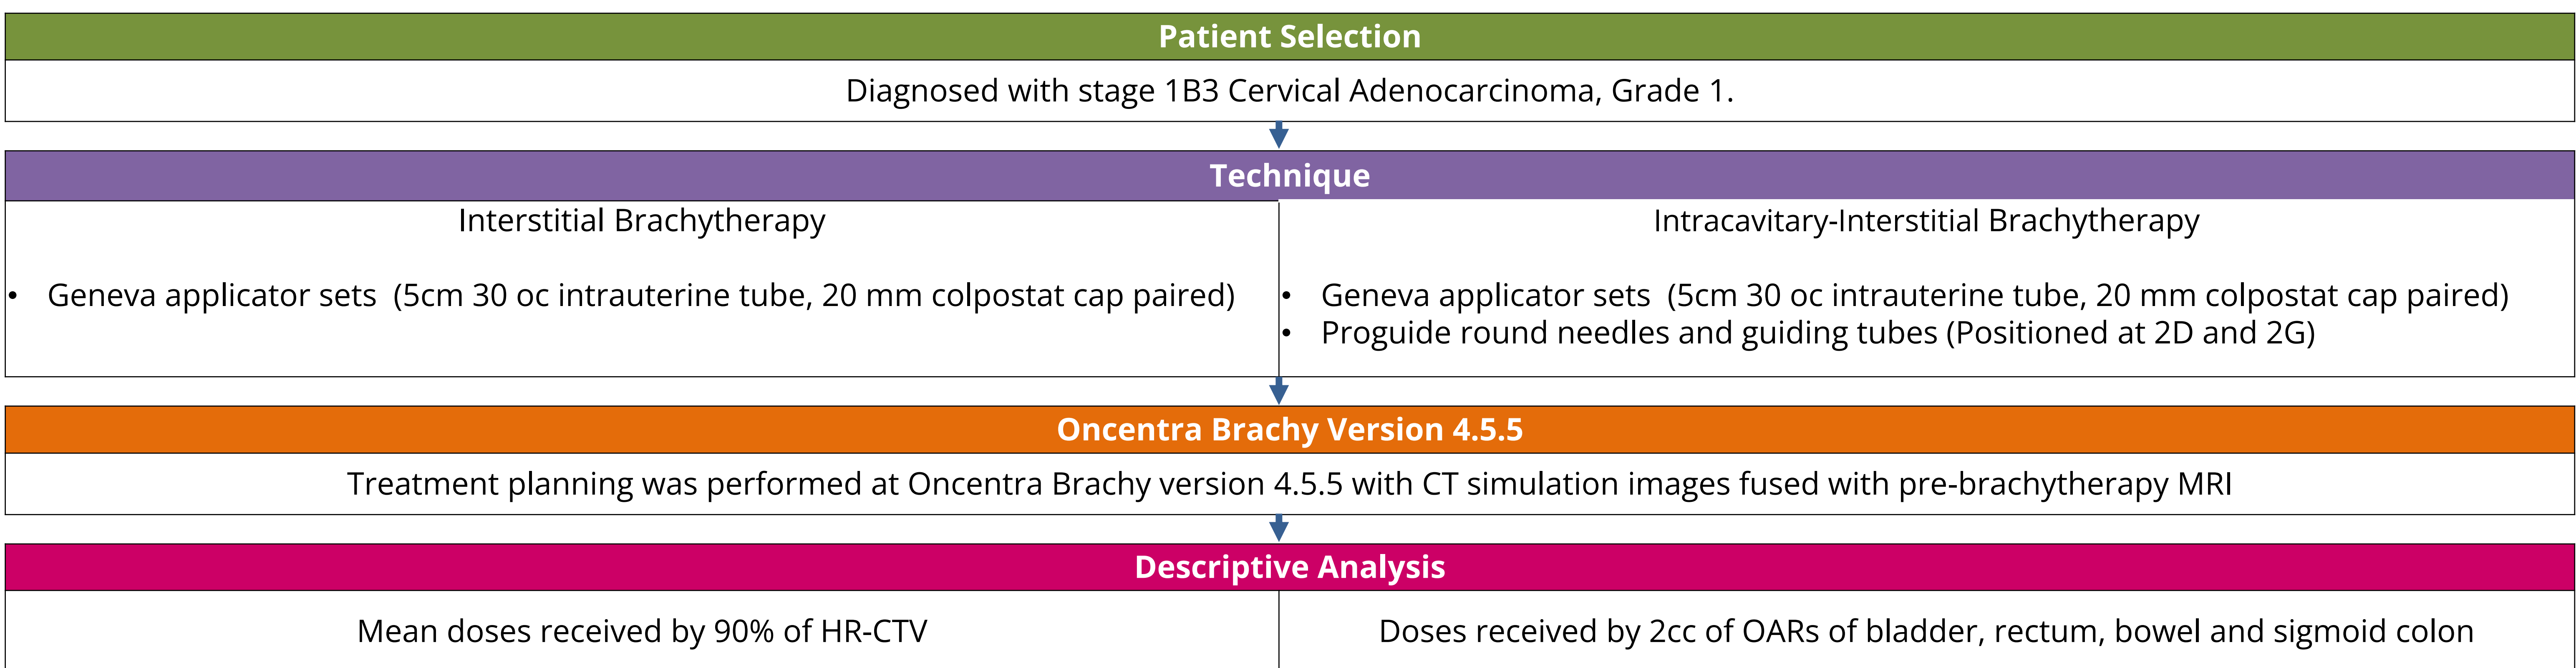 Patient Selection
Diagnosed with stage 1B3 Cervical Adenocarcinoma, Grade 1.
Technique
Interstitial Brachytherapy
• Geneva applicator sets  (5cm 30 oc intrauterine tube, 20 mm colpostat cap paired)
Intracavitary-Interstitial Brachytherapy
• Geneva applicator sets  (5cm 30 oc intrauterine tube, 20 mm colpostat cap paired)
• Proguide round needles and guiding tubes (Positioned at 2D and 2G)
Oncentra Brachy Version 4.5.5
Treatment planning was performed at Oncentra Brachy version 4.5.5 with CT simulation images fused with pre-brachytherapy MRI
Descriptive Analysis
Mean doses received by 90% of HR-CTV
Doses received by 2cc of OARs of bladder, rectum, bowel and sigmoid colon